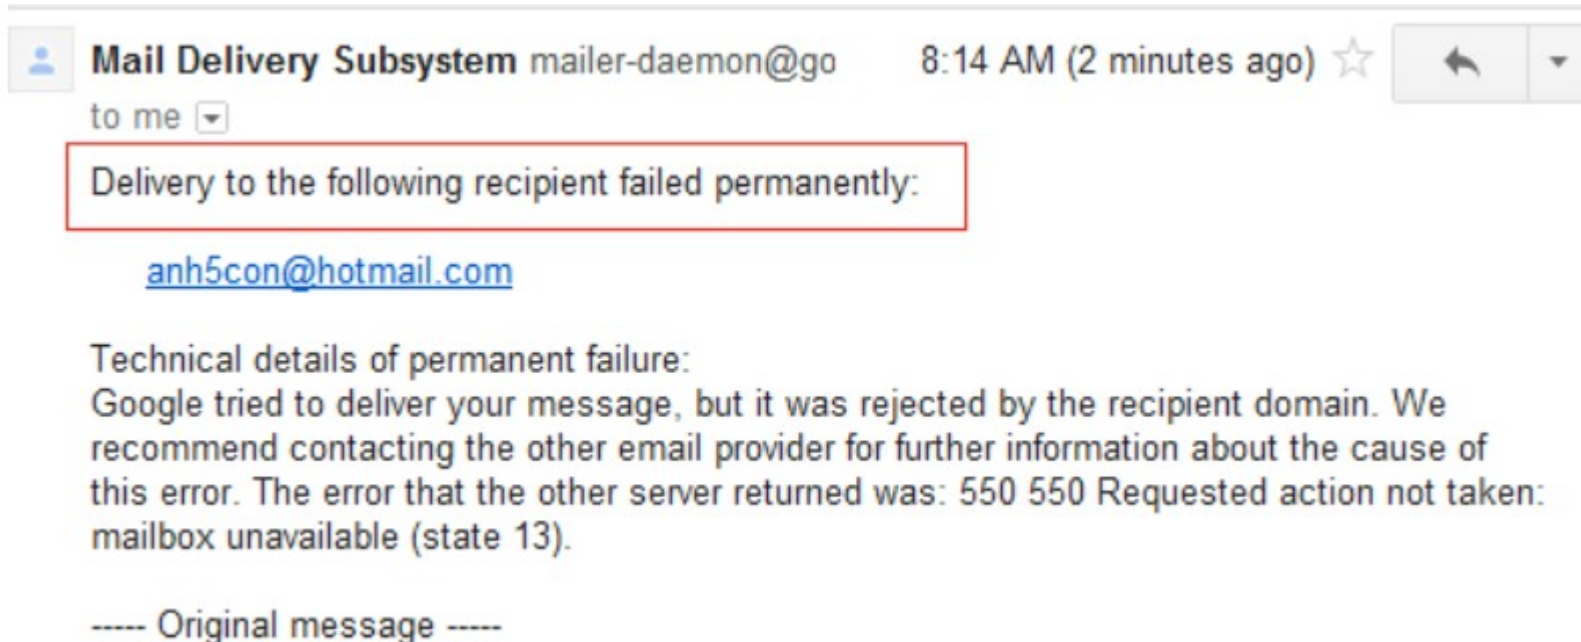 Mail Delivery Subsystem mailer-daemon@go 8:14 AM (2 minutes ago)
to me
Delivery to the following recipient failed permanently:
anh5con@hotmail.com
Technical details of permanent failure:
Google tried to deliver your message, but it was rejected by the recipient domain. We
recommend contacting the other email provider for further information about the cause of
this error. The error that the other server returned was: 550 550 Requested action not taken:
mailbox unavailable (state 13).
----- Original message -----